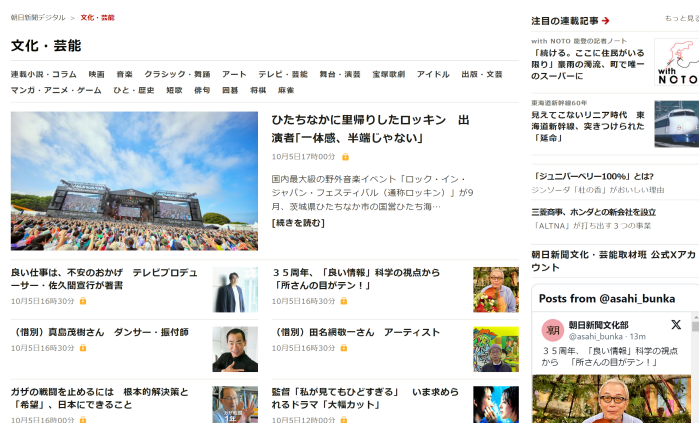 朝日新聞デジタル > 文化・芸能
文化・芸能
連載小説・コラム 映画 音楽 クラシック・舞踊 アート テレビ・芸能 舞台・演芸 宝塚歌劇 アイドル 出版・文芸
マンガ・アニメ・ゲーム ひと・歴史 短歌 俳句 囲碁 将棋 麻雀
ひたちなかに里帰りしたロッキン 出
演者「一体感、半端じゃない」
10月5日17時00分
国内最大級の野外音楽イベント「ロック・イン・
ジャパン・フェスティバル（通称ロッキン）」が9
月、茨城県ひたちなか市の国営ひたち海…
[続きを読む]
良い仕事は、不安のおかげ テレビプロデュ
ーサー・佐久間宣行が著書
10月5日16時30分
３５周年、「良い情報」科学の視点から
「所さんの目がテン！」
10月5日16時30分
（惜別）真島茂樹さん ダンサー・振付師
10月5日16時30分
（惜別）田名網敬一さん アーティスト
10月5日16時30分
ガザの戦闘を止めるには 根本的解決策と
「希望」、日本にできること
10月5日16時00分
監督「私が見てもひどすぎる」 いま求めら
れるドラマ「大幅カット」
10月5日12時00分
注目の連載記事
もっと見る
with NOTO 能登の記者ノート
「続ける。ここに住民がいる
限り」豪雨の濁流、町で唯一
のスーパーに
with
NOTO
東海道新幹線60年
見えてこないリニア時代 東
海道新幹線、突きつけられた
「延命」
「ジュニパーベリー100%」とは？
ジンソーダ「杜の香」がおいしい理由
三菱商事、ホンダとの新会社を設立
「ALTNA」が打ち出す３つの事業
朝日新聞文化・芸能取材班 公式Xアカ
ウント
Posts from @asahi_bunka
朝日新聞文化部
@asahi_bunka · 13m
３５周年、「良い情報」科学の視点
から 「所さんの目がテン！」